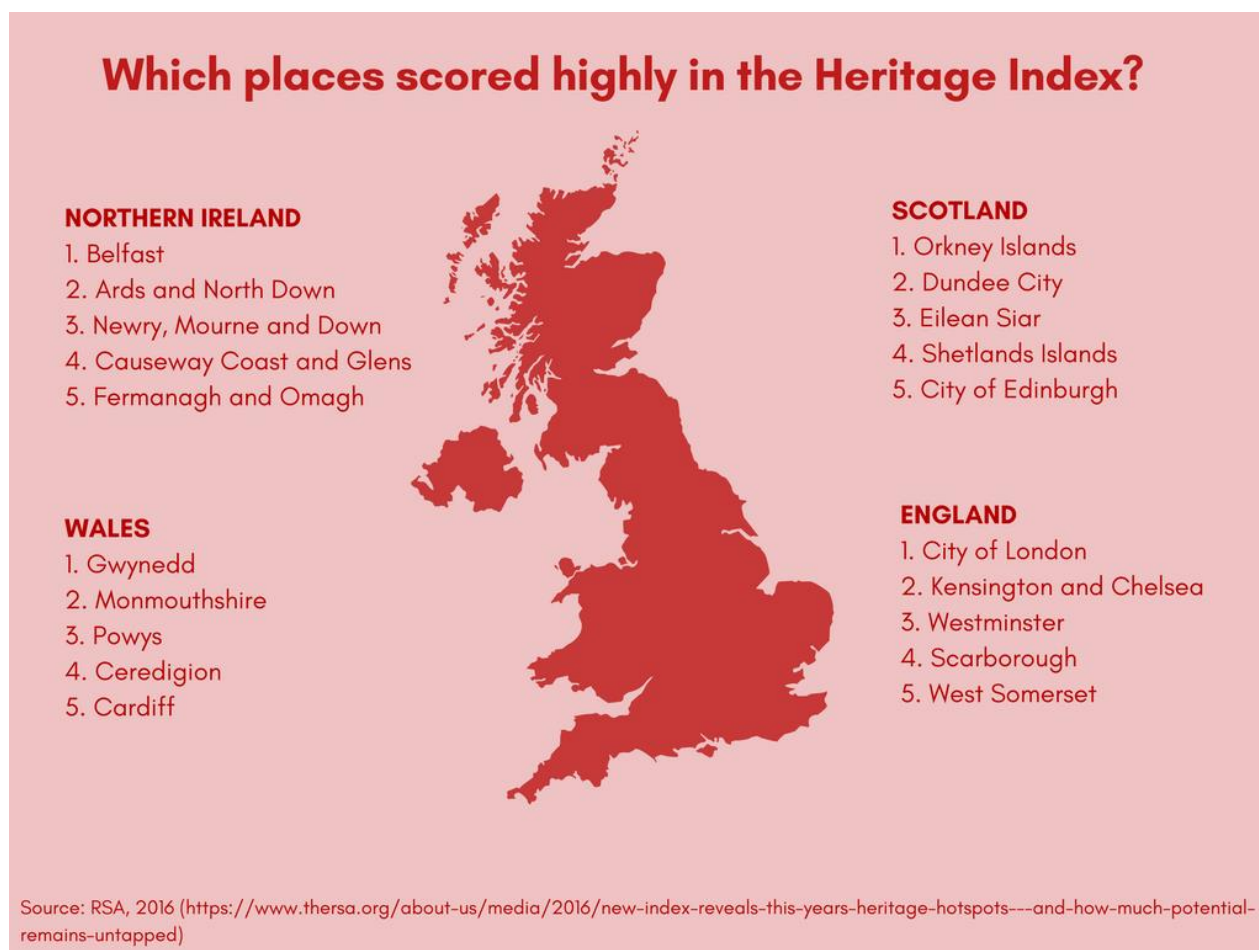 Which places scored highly in the Heritage Index?
NORTHERN IRELAND
1. Belfast
2. Ards and North Down
3. Newry, Mourne and Down
4. Causeway Coast and Glens
5. Fermanagh and Omagh
SCOTLAND
1. Orkney Islands
2. Dundee City
3. Eilean Siar
4. Shetlands Islands
5. City of Edinburgh
WALES
1. Gwynedd
2. Monmouthshire
3. Powys
4. Ceredigion
5. Cardiff
ENGLAND
1. City of London
2. Kensington and Chelsea
3. Westminster
4. Scarborough
5. West Somerset
Source: RSA, 2016 (https://www.thersa.org/about-us/media/2016/new-index-reveals-this-years-heritage-hotspots---and-how-much-potential-
remains-untapped)